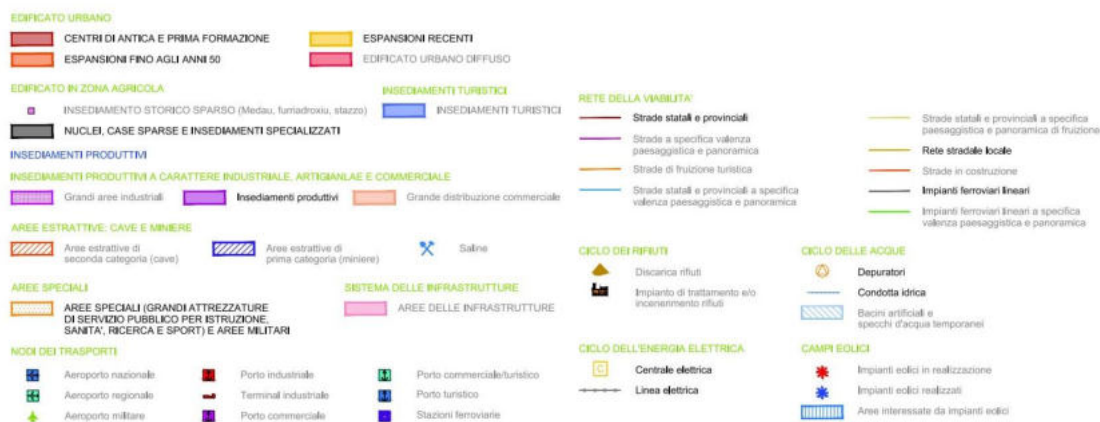 EDIFICATO URBANO
CENTRI DI ANTICA E PRIMA FORMAZIONE
ESPANSIONI RECENTI
ESPANSIONI FINO AGLI ANNI 50
EDIFICATO URBANO DIFFUSO
EDIFICATO IN ZONA AGRICOLA
INSEDIAMENTO STORICO SPARSO (Medau, furriadroxiu, stazzo)
NUCLEI, CASE SPARSE E INSEDIAMENTI SPECIALIZZATI
INSEDIAMENTI TURISTICI
INSEDIAMENTI TURISTICI
INSEDIAMENTI PRODUTTIVI
INSEDIAMENTI PRODUTTIVI A CARATTERE INDUSTRIALE, ARTIGIANLAE E COMMERCIALE
Grandi aree industriali
Insediamenti produttivi
Grande distribuzione commerciale
AREE ESTRATTIVE: CAVE E MINIERE
Aree estrattive di
seconda categoria (cave)
Aree estrattive di
prima categoria (miniere)
Saline
AREE SPECIALI
AREE SPECIALI (GRANDI ATTREZZATURE
DI SERVIZIO PUBBLICO PER ISTRUZIONE,
SANITA', RICERCA E SPORT) E AREE MILITARI
SISTEMA DELLE INFRASTRUTTURE
AREE DELLE INFRASTRUTTURE
NODI DEI TRASPORTI
Aeroporto nazionale
Porto industriale
Porto commerciale/turistico
Aeroporto regionale
Terminal industriale
Porto turistico
Aeroporto militare
Porto commerciale
Stazioni ferroviarie
RETE DELLA VIABILITA'
Strade statali e provinciali
Strade a specifica valenza
paesaggistica e panoramica
Strade di fruizione turistica
Strade statali e provinciali a specifica
valenza paesaggistica e panoramica
Strade statali e provinciali a specifica
paesaggistica e panoramica di fruizione
Rete stradale locale
Strade in costruzione
Impianti ferroviari lineari
Impianti ferroviari lineari a specifica
valenza paesaggistica e panoramica
CICLO DEI RIFIUTI
Discarica rifiuti
Impianto di trattamento e/o
incenerimento rifiuti
CICLO DELLE ACQUE
Depuratori
Condotta idrica
Bacini artificiali e
specchi d'acqua temporanei
CICLO DELL'ENERGIA ELETTRICA
C
Centrale elettrica
Linea elettrica
CAMPI EOLICI
Impianti eolici in realizzazione
Impianti eolici realizzati
Aree interessate da impianti eolici